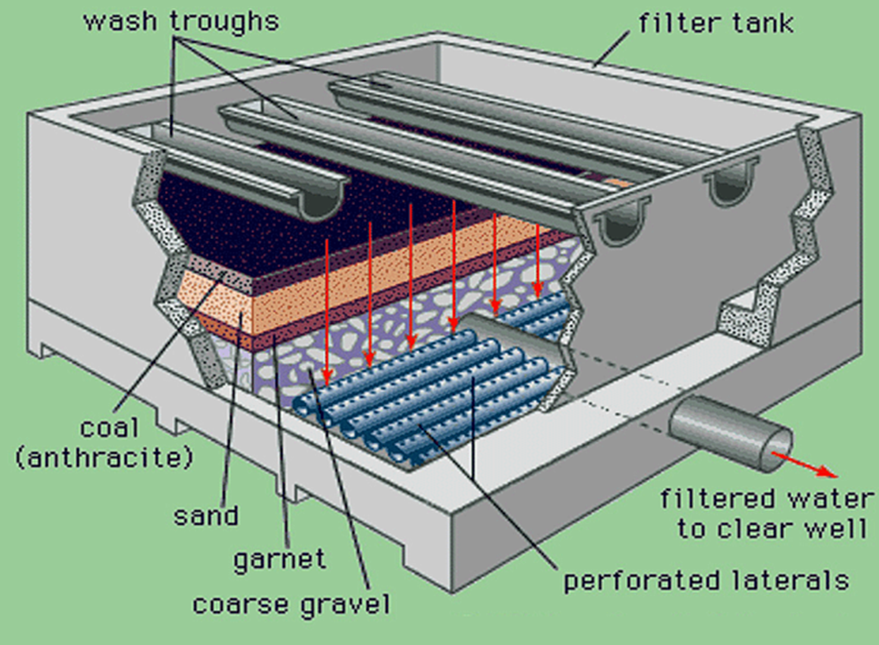 wash troughs
filter tank
coal
(anthracite)
sand
garnet
coarse gravel
filtered water
to clear well
perforated laterals